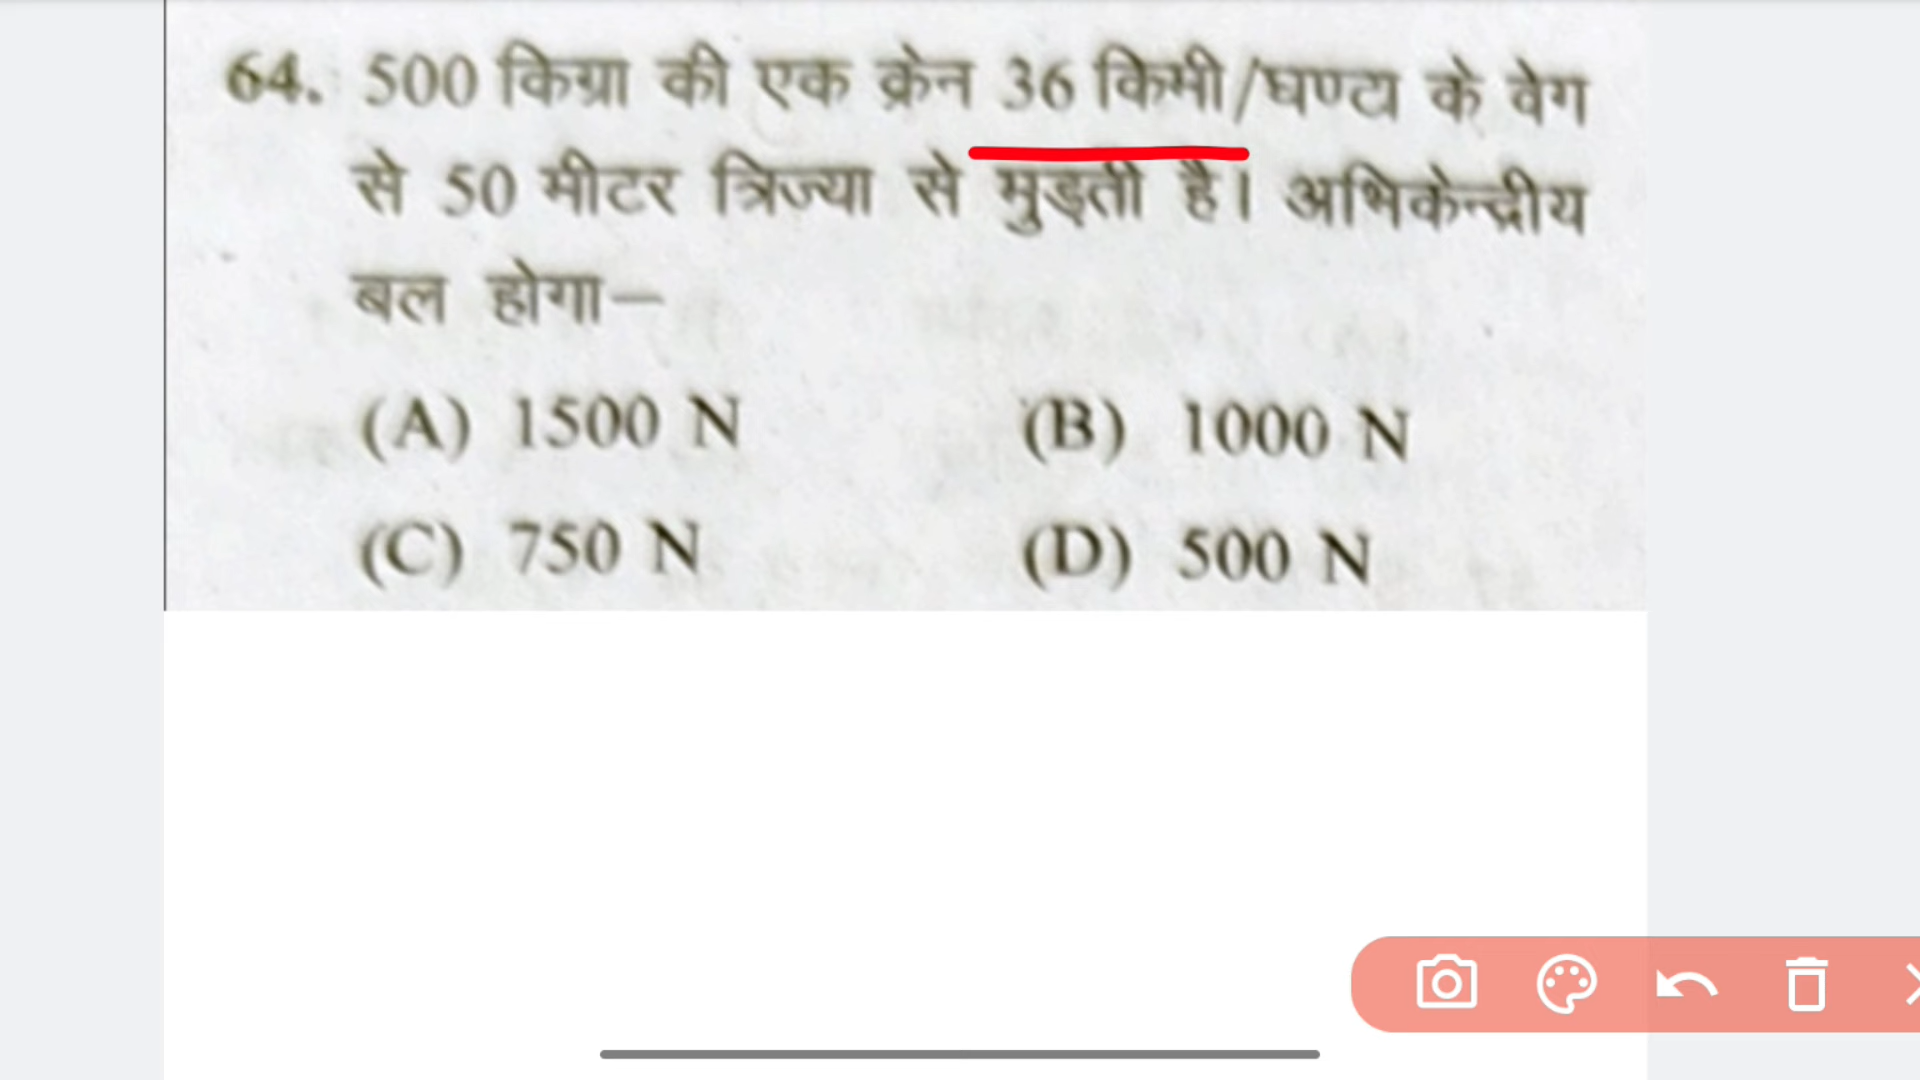 64. 500 किग्रा की एक क्रेन 36 किमी/घण्टा के वेग
से 50 मीटर त्रिज्या से मुड़ती है। अभिकेन्द्रीय
बल होगा—
(A) 1500 N (B) 1000 N
(C) 750 N (D) 500 N